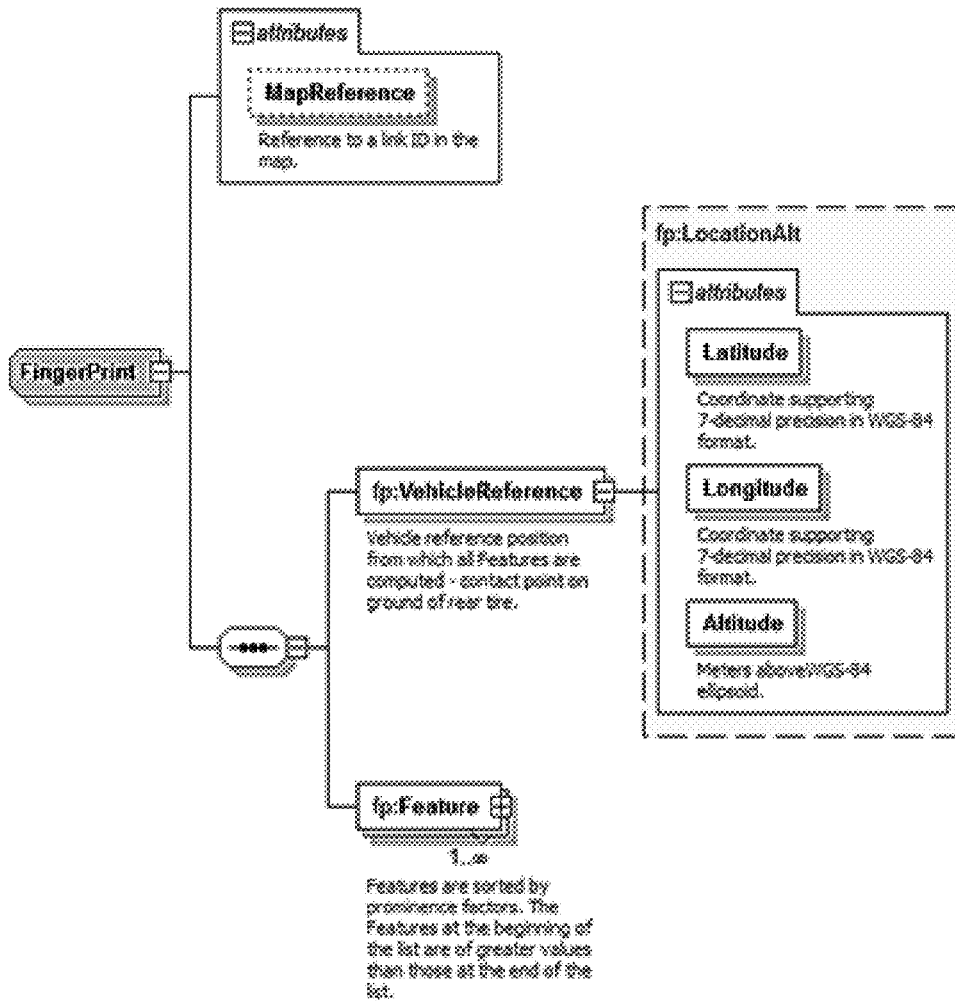 attributes
MapReference
Reference to a link ID in the
map.
fp:LocationAlt
attributes
Latitude
Coordinate supporting
7-decimal precision in WGS-84
format.
FingerPrint
fp:VehicleReference
Vehicle reference position
from which all Features are
computed - contact point on
ground of rear tire.
Longitude
Coordinate supporting
7-decimal precision in WGS-84
format.
Altitude
Meters aboveWGS-84
elipsoid.
fp:Feature
1..∞
Features are sorted by
prominence factors. The
Features at the beginning of
the list are of greater values
than those at the end of the
list.